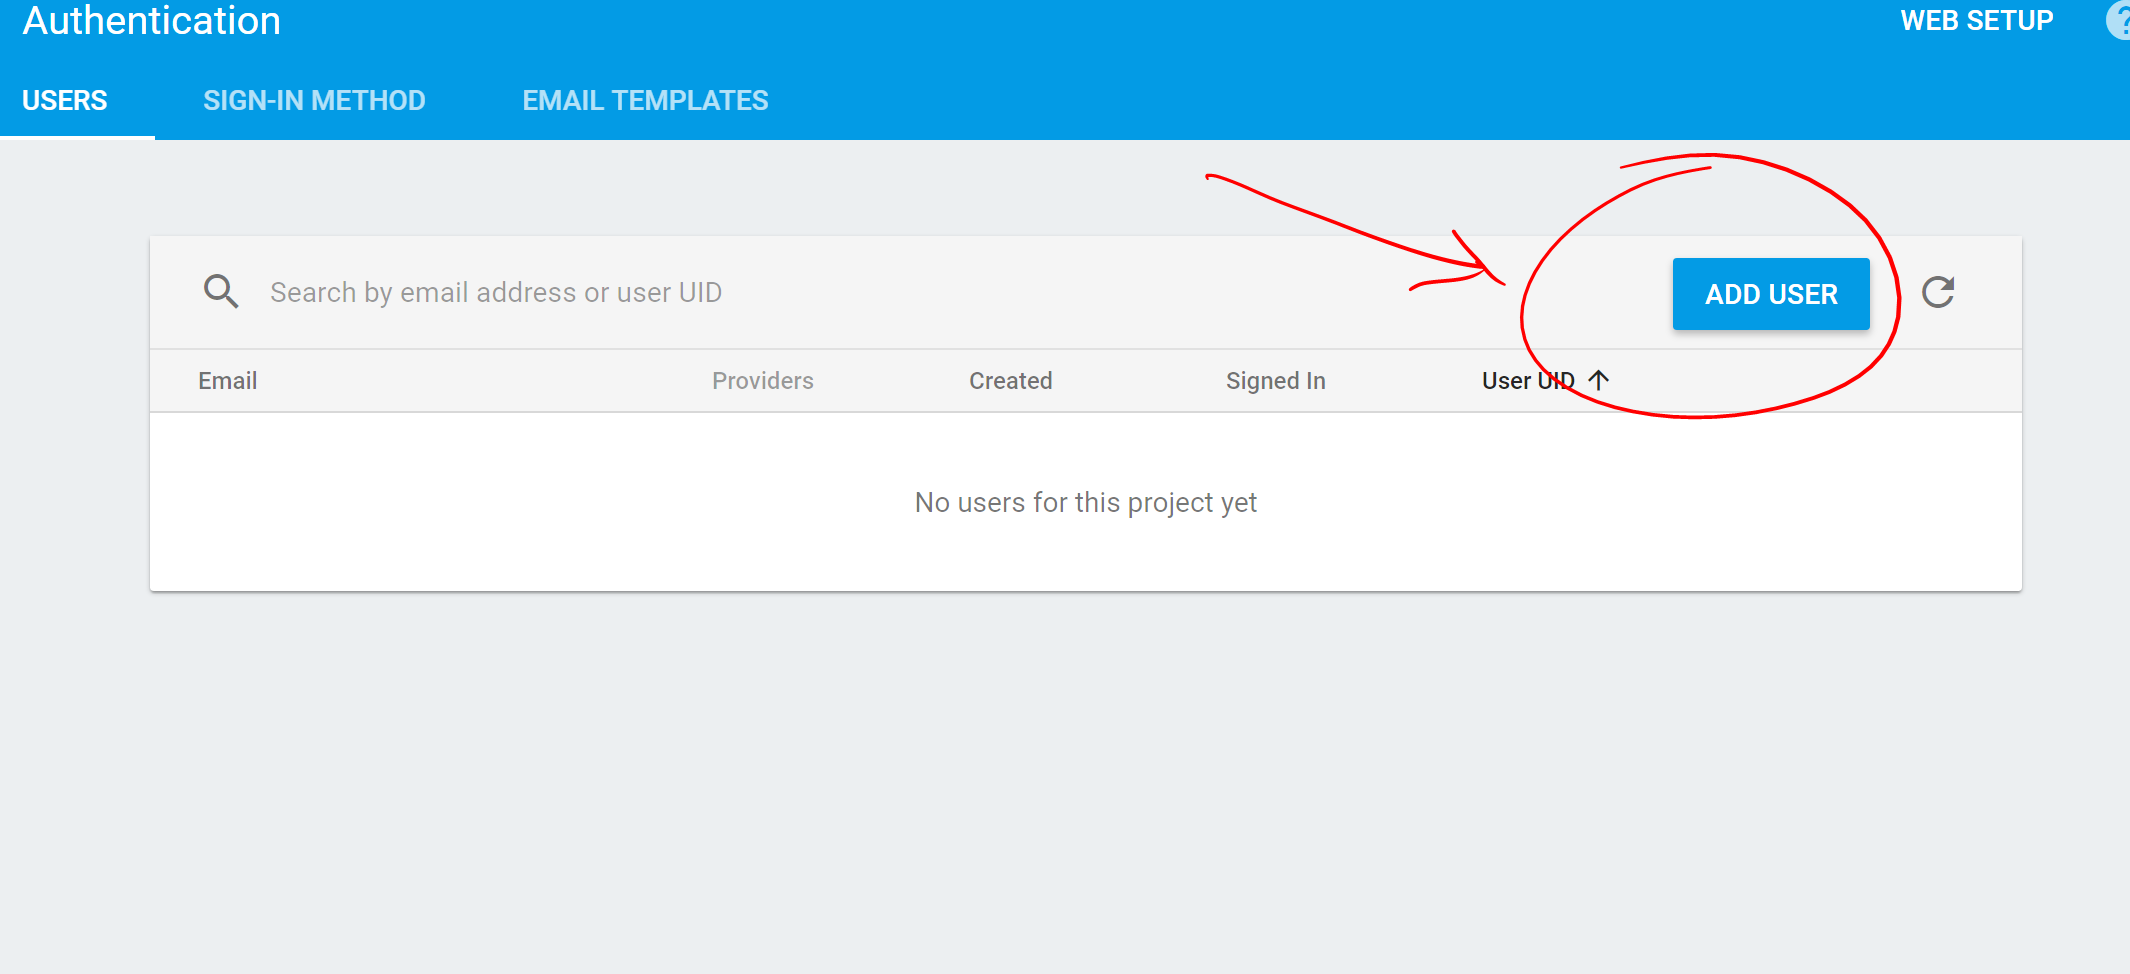 Authentication
WEB SETUP
?
USERS
SIGN-IN METHOD
EMAIL TEMPLATES
Search by email address or user UID
ADD USER
Email
Providers
Created
Signed In
User UID
No users for this project yet